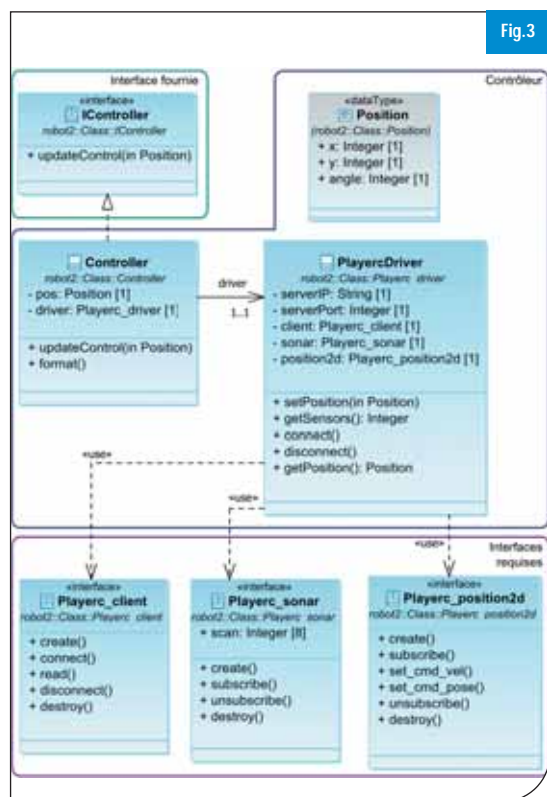 Fig.3
Interface fournie
«interface»
IController
robot2::Class::IController
+ updateControl(in Position)
Contrôleur
«dataType»
Position
(robot2::Class::Position)
+ x: Integer [1]
+ y: Integer [1]
+ angle: Integer [1]
Controller
robot2::Class::Controller
- pos: Position [1]
- driver: Playerc_driver [1]
+ updateControl(in Position)
+ format()
driver
1..1
PlayercDriver
robot2::Class::Playerc_driver
- serverIP: String [1]
- serverPort: Integer [1]
- client: Playerc_client [1]
- sonar: Playerc_sonar [1]
- position2d: Playerc_position2d [1]
+ setPosition(in Position)
+ getSensors(): Integer
+ connect()
+ disconnect()
+ getPosition(): Position
«use»
«use»
«use»
Interfaces
requises
«interface»
Playerc_client
robot2::Class::Playerc_client
+ create()
+ connect()
+ read()
+ disconnect()
+ destroy()
«interface»
Playerc_sonar
robot2::Class::Playerc_sonar
+ scan: Integer [8]
+ create()
+ subscribe()
+ unsubscribe()
+ destroy()
«interface»
Playerc_position2d
robot2::Class::Playerc_position2d
+ create()
+ subscribe()
+ set_cmd_vel()
+ set_cmd_pose()
+ unsubscribe()
+ destroy()